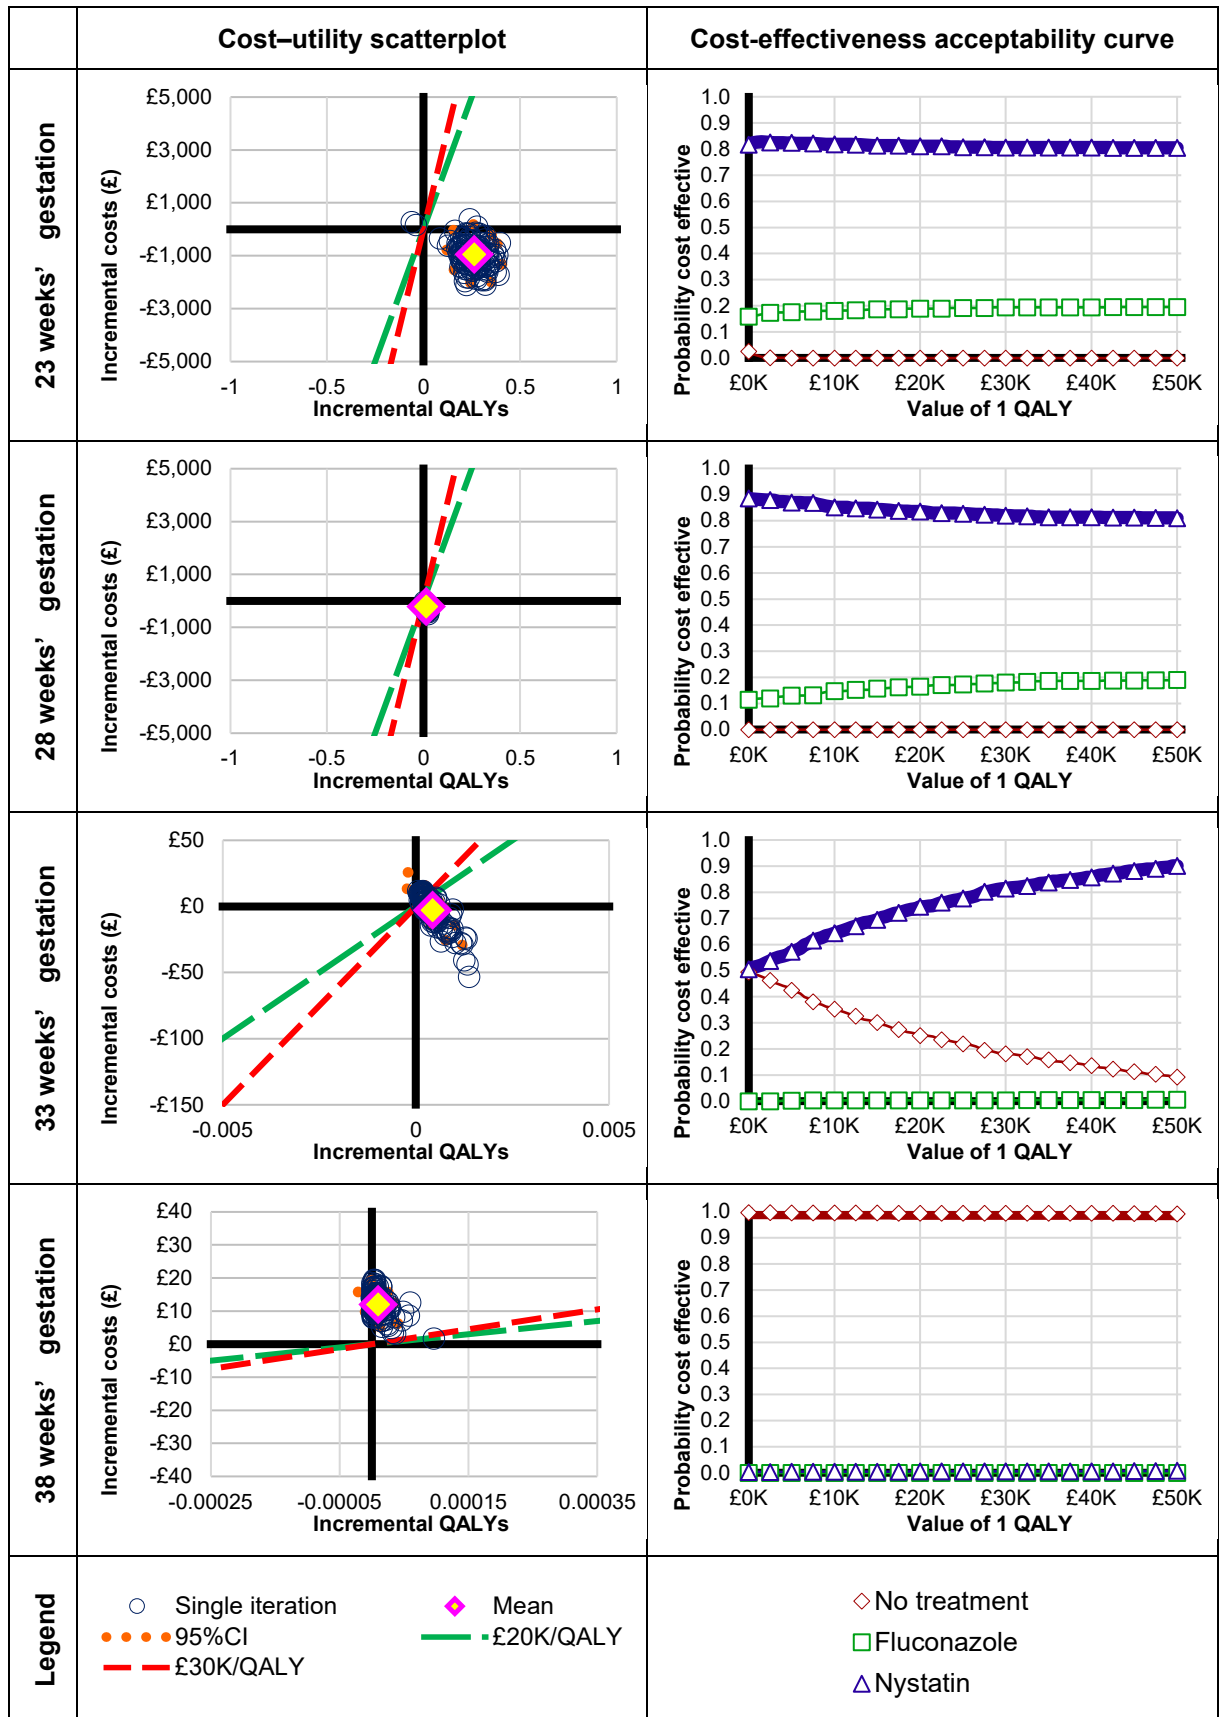 Cost–utility scatterplot
Cost-effectiveness acceptability curve
23 weeks’ gestation
Incremental costs (£)
£5,000
£3,000
£1,000
-£1,000
-£3,000
-£5,000
-1 -0.5 0 0.5 1
Incremental QALYs
Probability cost effective
1.0
0.9
0.8
0.7
0.6
0.5
0.4
0.3
0.2
0.1
0.0
£0K £10K £20K £30K £40K £50K
Value of 1 QALY
28 weeks’ gestation
Incremental costs (£)
£5,000
£3,000
£1,000
-£1,000
-£3,000
-£5,000
-1 -0.5 0 0.5 1
Incremental QALYs
Probability cost effective
1.0
0.9
0.8
0.7
0.6
0.5
0.4
0.3
0.2
0.1
0.0
£0K £10K £20K £30K £40K £50K
Value of 1 QALY
33 weeks’ gestation
Incremental costs (£)
£50
£0
-£50
-£100
-£150
-0.005 0 0.005
Incremental QALYs
Probability cost effective
1.0
0.9
0.8
0.7
0.6
0.5
0.4
0.3
0.2
0.1
0.0
£0K £10K £20K £30K £40K £50K
Value of 1 QALY
38 weeks’ gestation
Incremental costs (£)
£40
£30
£20
£10
£0
-£10
-£20
-£30
-£40
-0.00025 -0.00005 0.00015 0.00035
Incremental QALYs
Probability cost effective
1.0
0.9
0.8
0.7
0.6
0.5
0.4
0.3
0.2
0.1
0.0
£0K £10K £20K £30K £40K £50K
Value of 1 QALY
Legend
Single iteration
Mean
95%CI
£20K/QALY
£30K/QALY
No treatment
Fluconazole
Nystatin